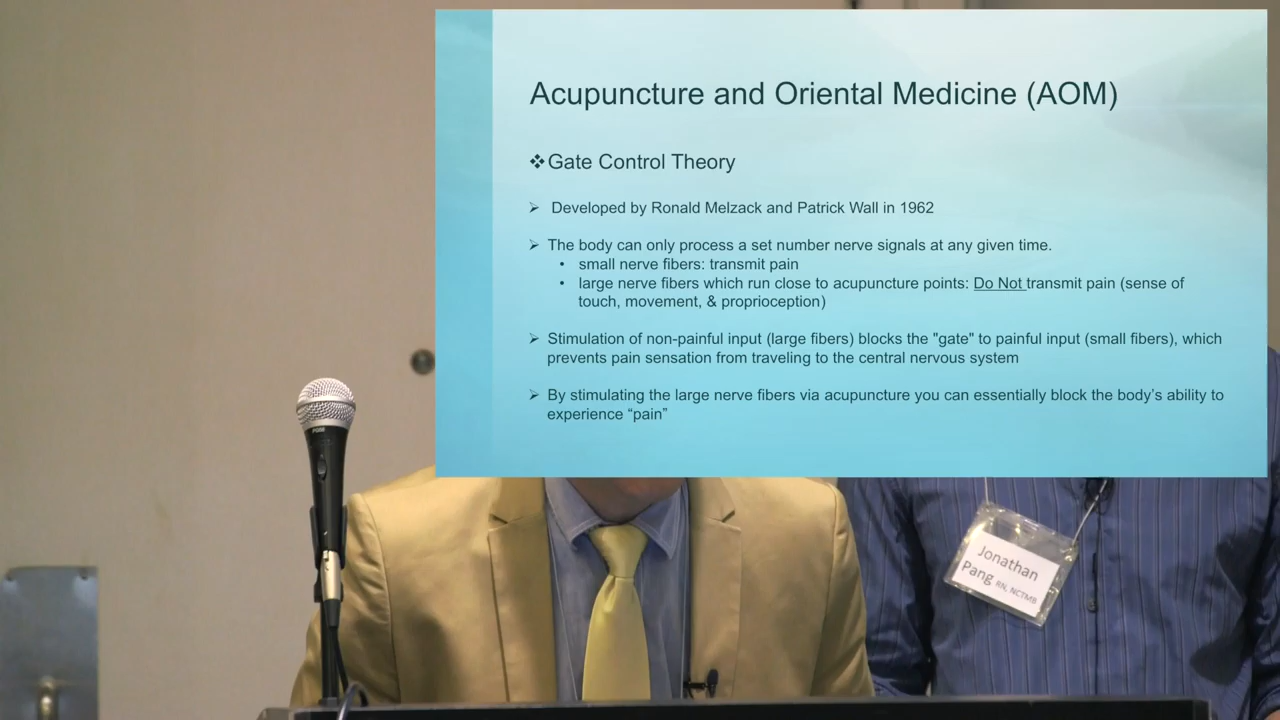 Acupuncture and Oriental Medicine (AOM)
❖Gate Control Theory
➢ Developed by Ronald Melzack and Patrick Wall in 1962
➢ The body can only process a set number nerve signals at any given time.
• small nerve fibers: transmit pain
• large nerve fibers which run close to acupuncture points: Do Not transmit pain (sense of
touch, movement, & proprioception)
➢ Stimulation of non-painful input (large fibers) blocks the "gate" to painful input (small fibers), which
prevents pain sensation from traveling to the central nervous system
➢ By stimulating the large nerve fibers via acupuncture you can essentially block the body’s ability to
experience “pain”
Jonathan
Pang RN, NCTMB